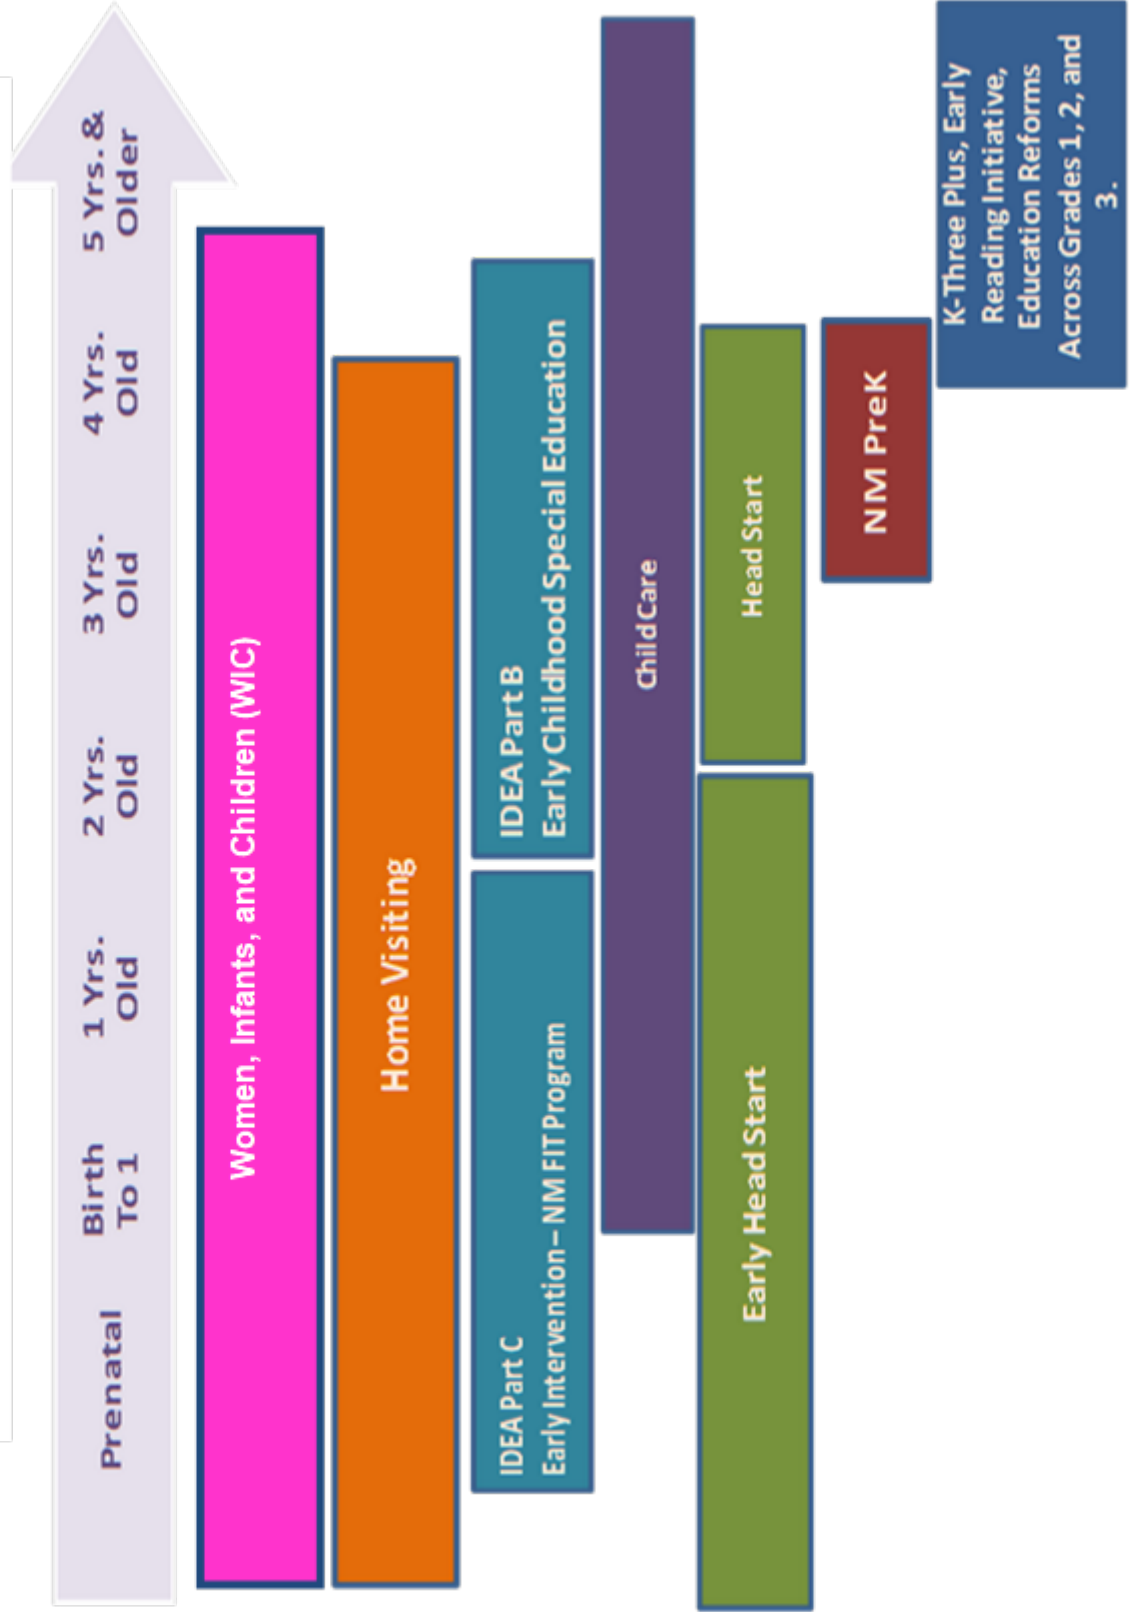 Prenatal
Birth
To 1
1 Yrs.
Old
2 Yrs.
Old
3 Yrs.
Old
4 Yrs.
Old
5 Yrs. &
Older
Women, Infants, and Children (WIC)
Home Visiting
IDEA Part C
Early Intervention– NM FIT Program
IDEA Part B
Early Childhood Special Education
Child Care
Early Head Start
Head Start
NM PreK
K-Three Plus, Early
Reading Initiative,
Education Reforms
Across Grades 1, 2, and
3.